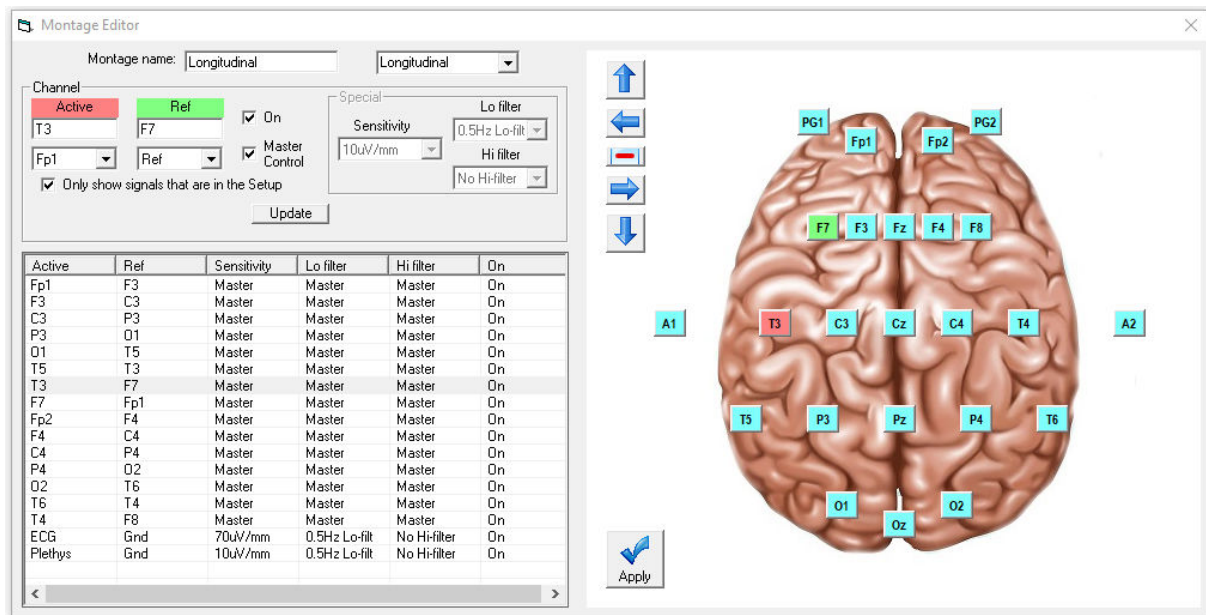 Montage Editor
Montage name: Longitudinal Longitudinal
Channel
Active Ref
T3 F7 On
Fp1 Ref Master Control
Only show signals that are in the Setup
Special
Sensitivity Lo filter
10uV/mm 0.5Hz Lo-filt
Hi filter
No Hi-filter
Update
Active Ref Sensitivity Lo filter Hi filter On
Fp1 F3 Master Master Master On
F3 C3 Master Master Master On
C3 P3 Master Master Master On
P3 O1 Master Master Master On
O1 T5 Master Master Master On
T5 T3 Master Master Master On
T3 F7 Master Master Master On
F7 Fp1 Master Master Master On
Fp2 F4 Master Master Master On
F4 C4 Master Master Master On
C4 P4 Master Master Master On
P4 O2 Master Master Master On
O2 T6 Master Master Master On
T6 T4 Master Master Master On
T4 F8 Master Master Master On
ECG Gnd 70uV/mm 0.5Hz Lo-filt No Hi-filter On
Plethys Gnd 10uV/mm 0.5Hz Lo-filt No Hi-filter On
PG1 PG2
Fp1 Fp2
F7 F3 Fz F4 F8
A1 T3 C3 Cz C4 T4 A2
T5 P3 Pz P4 T6
O1 O2
Oz
Apply